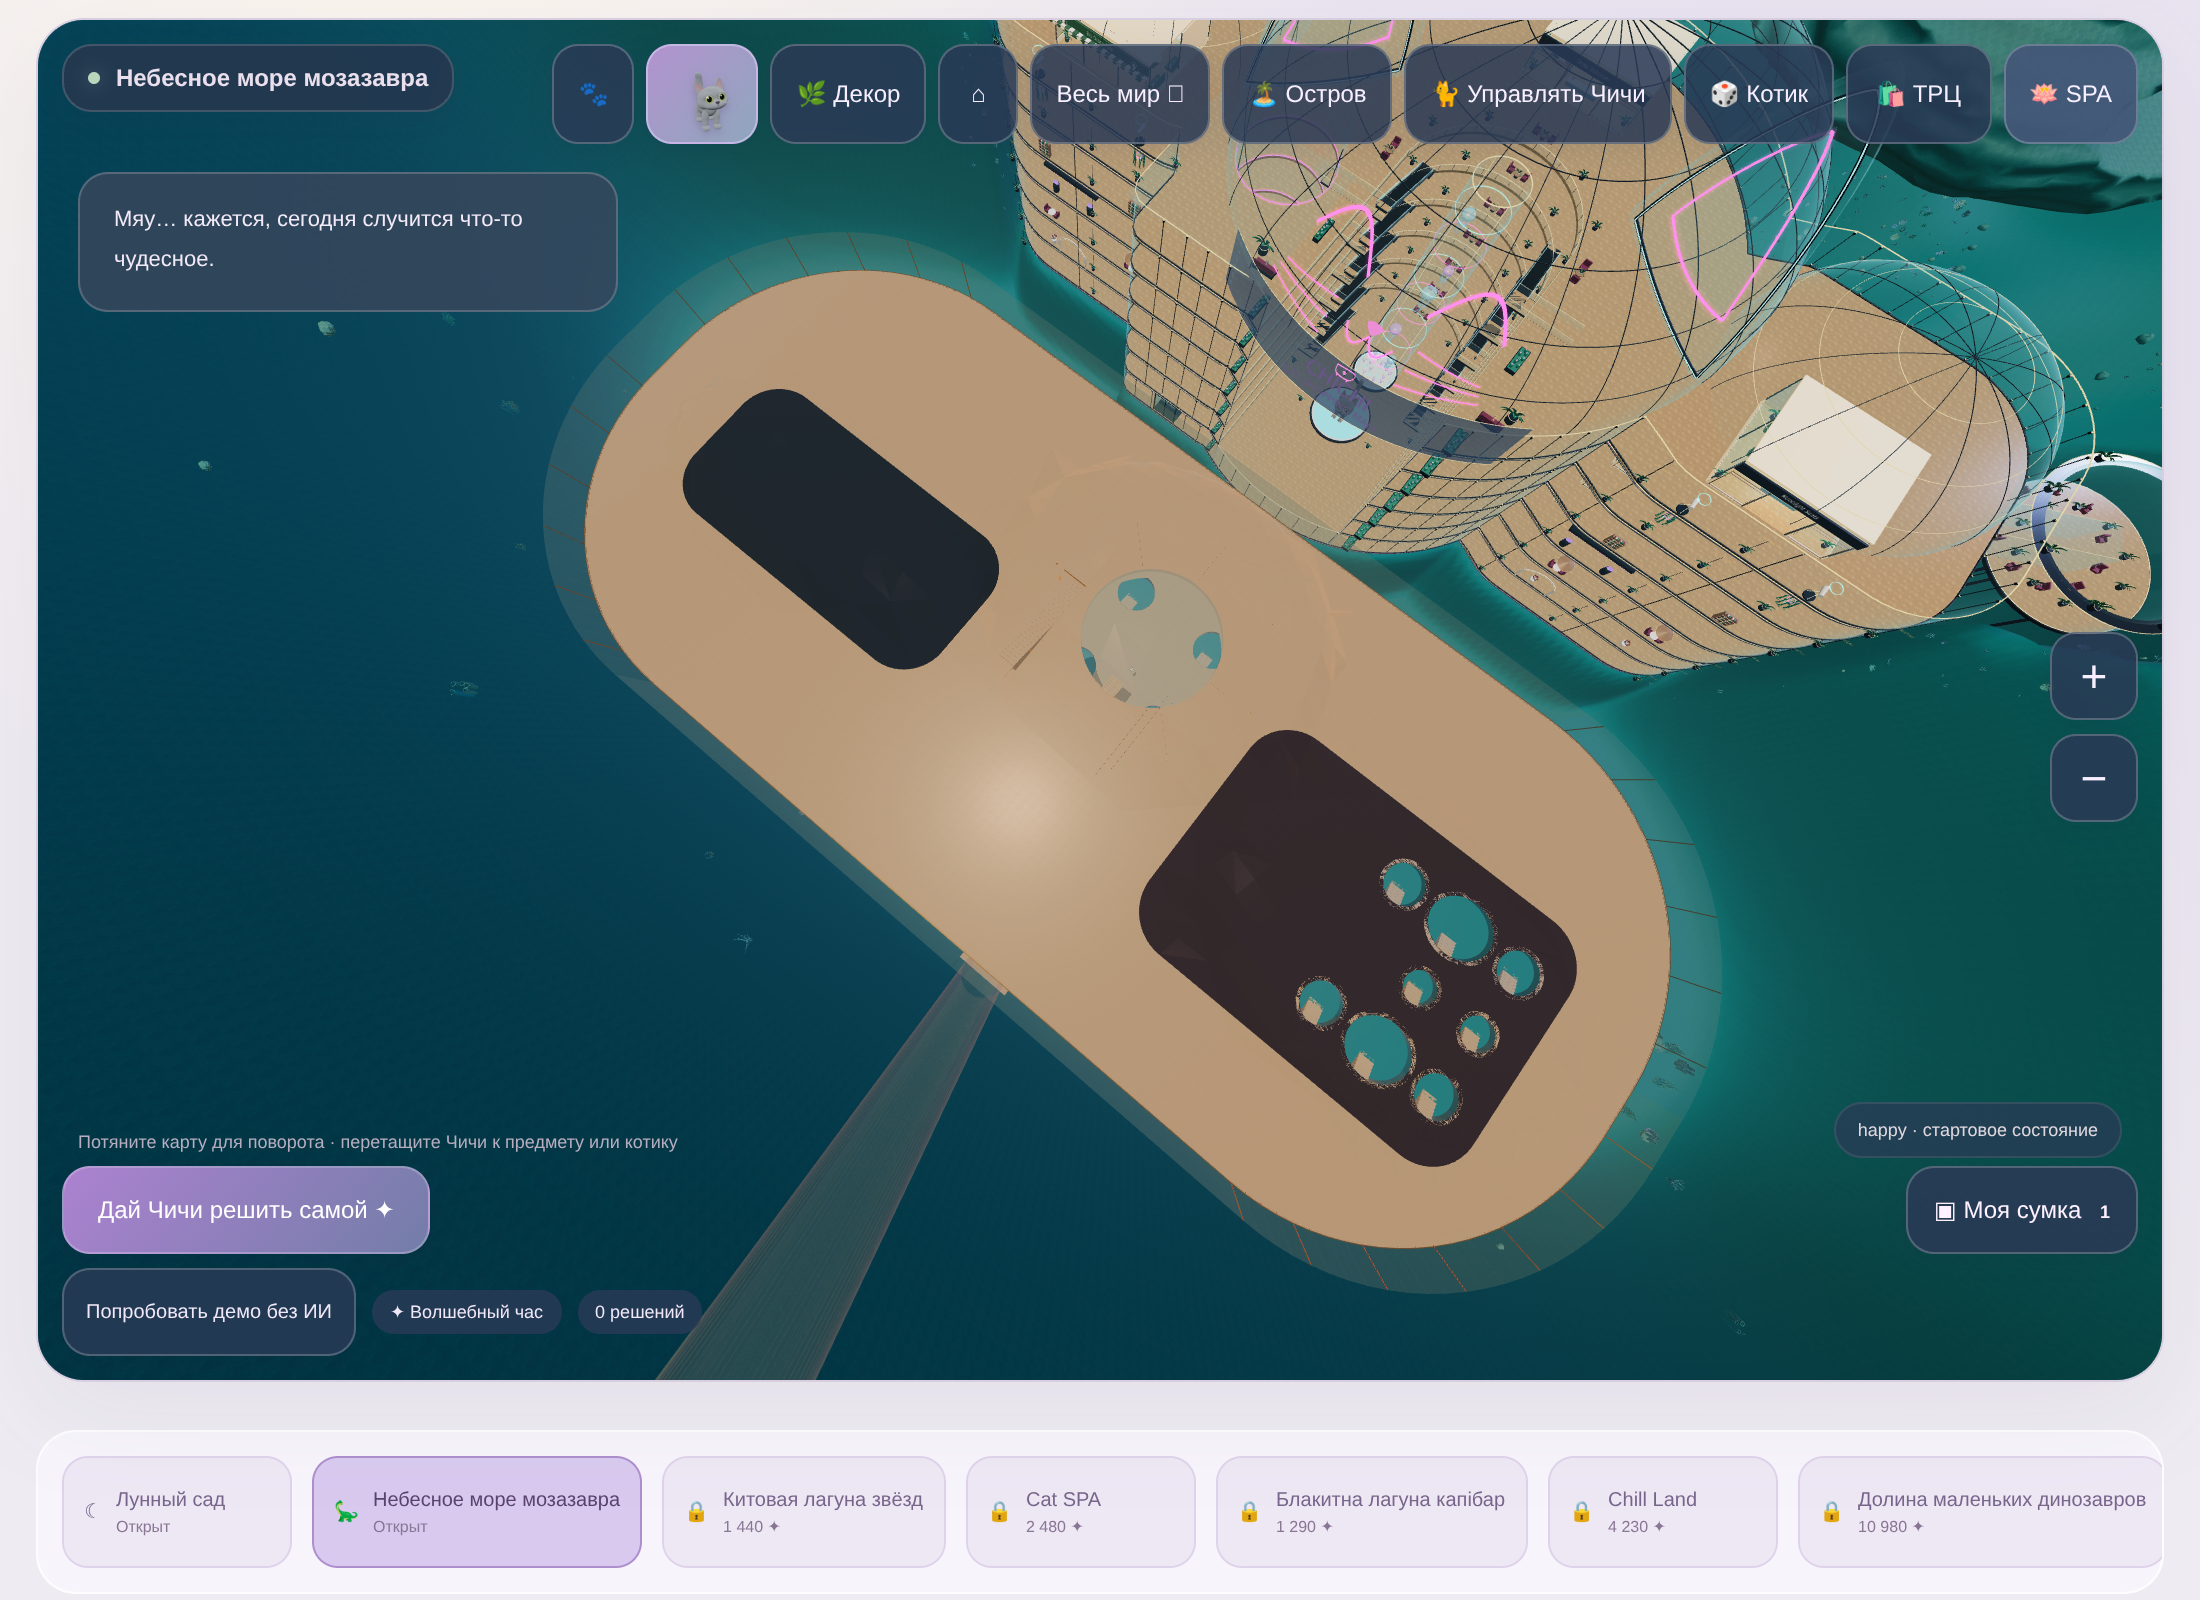 Небесное море мозазавра
Декор
Весь мир
Остров
Управлять Чичи
Котик
ТРЦ
SPA
Мяу… кажется, сегодня случится что-то
чудесное.
+
−
Потяните карту для поворота · перетащите Чичи к предмету или котику
happy · стартовое состояние
Дай Чичи решить самой ✦
▣ Моя сумка 1
Попробовать демо без ИИ
✦ Волшебный час
0 решений
Лунный сад
Открыт
Небесное море мозазавра
Открыт
Китовая лагуна звёзд
1 440 ✦
Cat SPA
2 480 ✦
Блакитна лагуна капібар
1 290 ✦
Chill Land
4 230 ✦
Долина маленьких динозавров
10 980 ✦